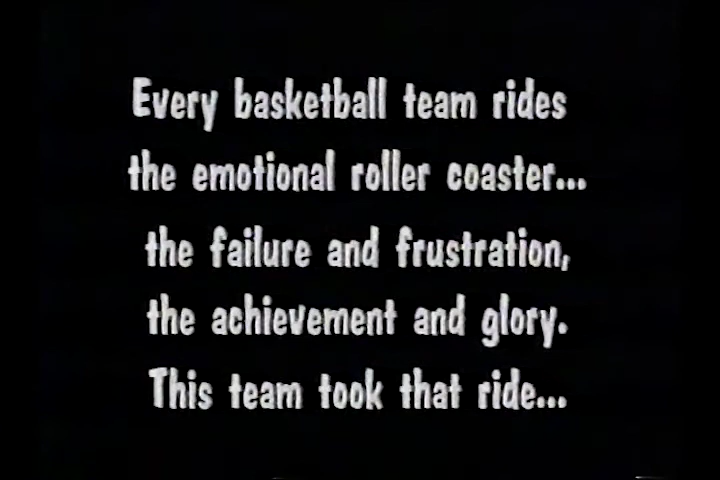 Every basketball team rides
the emotional roller coaster...
the failure and frustration,
the achievement and glory.
This team took that ride...